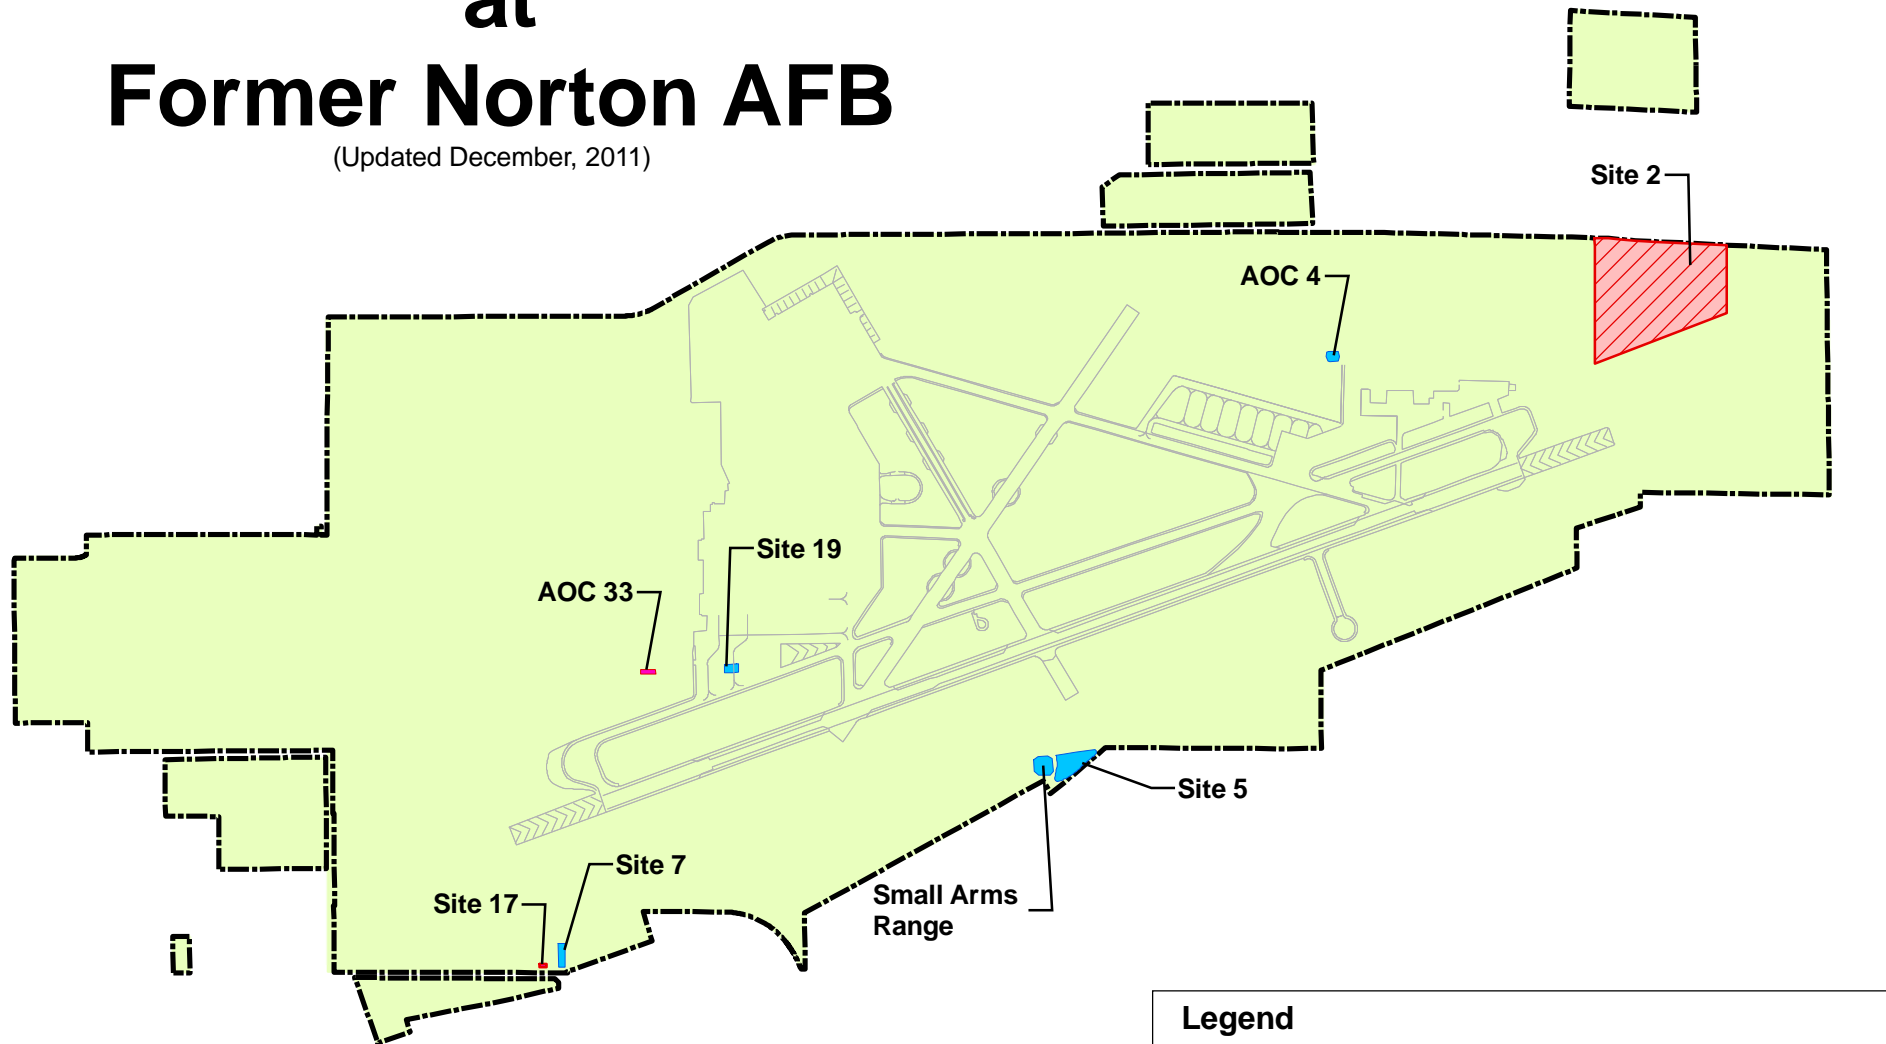 at
Former Norton AFB
(Updated December, 2011)
Site 2
AOC 4
Site 19
AOC 33
Site 5
Site 7
Small Arms
Range
Site 17
Legend